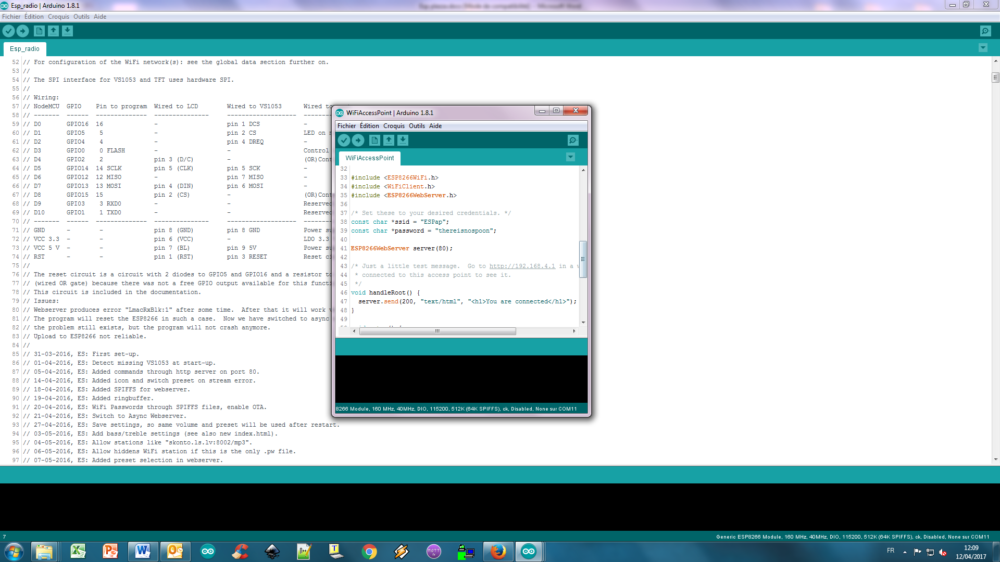 Esp_radio | Arduino 1.8.1
Fichier Édition Croquis Outils Aide
Esp_radio
52 // For configuration of the WiFi network(s): see the global data section further on.
53 //
54 // The SPI interface for VS1053 and TFT uses hardware SPI.
55 //
56 // Wiring:
57 // NodeMCU  GPIO    Pin to program  Wired to LCD        Wired to VS1053      Wired to
58 // -------  ------  --------------  ---------------     -------------------  ---------
59 // D0       GPIO16  16              -                   pin 1 DCS            -
60 // D1       GPIO5    5              -                   pin 2 CS             LED on
61 // D2       GPIO4    4              -                   pin 4 DREQ           -
62 // D3       GPIO0    0 FLASH        -                   -                    Control
63 // D4       GPIO2    2              pin 3 (D/C)         -                    (OR)Cont
64 // D5       GPIO14  14 SCLK         pin 5 (CLK)         pin 5 SCK            -
65 // D6       GPIO12  12 MISO         -                   pin 7 MISO           -
66 // D7       GPIO13  13 MOSI         pin 4 (DIN)         pin 6 MOSI           -
67 // D8       GPIO15  15              pin 2 (CS)          -                    (OR)Cont
68 // D9       GPI03    3 RXD0         -                   -                    Reserved
69 // D10      GPIO1    1 TXD0         -                   -                    Reserved
70 // -------  ------  --------------  ---------------     -------------------  ---------
71 // GND      -        -              pin 8 (GND)         pin 8 GND            Power su
72 // VCC 3.3  -        -              pin 6 (VCC)         -                    LDO 3.3
73 // VCC 5 V  -        -              pin 7 (BL)          pin 9 5V             Power su
74 // RST      -        -              pin 1 (RST)         pin 3 RESET          Reset ci
75 //
76 // The reset circuit is a circuit with 2 diodes to GPIO5 and GPIO16 and a resistor to
77 // (wired OR gate) because there was not a free GPIO output available for this functi
78 // This circuit is included in the documentation.
79 // Issues:
80 // Webserver produces error "LmacRxBlk:1" after some time.  After that it will work
81 // The program will reset the ESP8266 in such a case.  Now we have switched to async
82 // the problem still exists, but the program will not crash anymore.
83 // Upload to ESP8266 not reliable.
84 //
85 // 31-03-2016, ES: First set-up.
86 // 01-04-2016, ES: Detect missing VS1053 at start-up.
87 // 05-04-2016, ES: Added commands through http server on port 80.
88 // 14-04-2016, ES: Added icon and switch preset on stream error.
89 // 18-04-2016, ES: Added SPIFFS for webserver.
90 // 19-04-2016, ES: Added ringbuffer.
91 // 20-04-2016, ES: WiFi Passwords through SPIFFS files, enable OTA.
92 // 21-04-2016, ES: Switch to Async Webserver.
93 // 27-04-2016, ES: Save settings, so same volume and preset will be used after restart.
94 // 03-05-2016, ES: Add bass/treble settings (see also new index.html).
95 // 04-05-2016, ES: Allow stations like "skonto.ls.lv:8002/mp3".
96 // 06-05-2016, ES: Allow hiddens WiFi station if this is the only .pw file.
97 // 07-05-2016, ES: Added preset selection in webserver.
WiFiAccessPoint | Arduino 1.8.1
Fichier Édition Croquis Outils Aide
WiFiAccessPoint
32
33 #include <ESP8266WiFi.h>
34 #include <WiFiClient.h>
35 #include <ESP8266WebServer.h>
36
37 /* Set these to your desired credentials. */
38 const char *ssid = "ESPap";
39 const char *password = "thereisnospoon";
40
41 ESP8266WebServer server(80);
42
43 /* Just a little test message.  Go to http://192.168.4.1 in a
44  * connected to this access point to see it.
45  */
46 void handleRoot() {
47   server.send(200, "text/html", "<h1>You are connected</h1>");
48 }
49
8266 Module, 160 MHz, 40MHz, DIO, 115200, 512K (64K SPIFFS), ck, Disabled, None sur COM11
7
Generic ESP8266 Module, 160 MHz, 40MHz, DIO, 115200, 512K (64K SPIFFS), ck, Disabled, None sur COM11
FR
12:09
12/04/2017